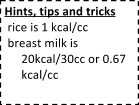 Hints, tips and tricks
rice is 1 kcal/cc
breast milk is
20kcal/30cc or 0.67
kcal/cc